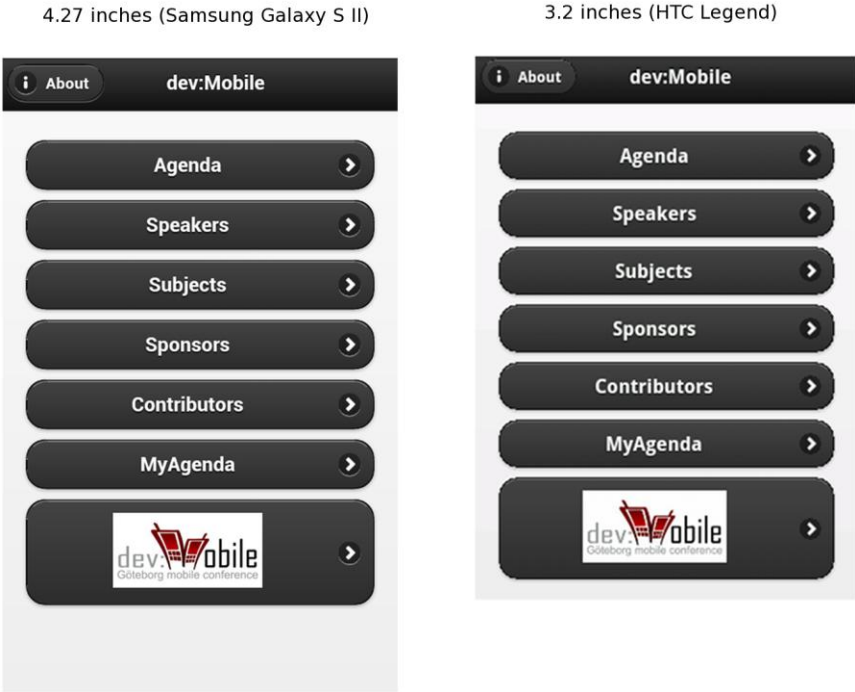 4.27 inches (Samsung Galaxy S II)
i About
dev:Mobile
Agenda
Speakers
Subjects
Sponsors
Contributors
MyAgenda
dev:Mobile
Göteborg mobile conference
3.2 inches (HTC Legend)
i About
dev:Mobile
Agenda
Speakers
Subjects
Sponsors
Contributors
MyAgenda
dev:Mobile
Göteborg mobile conference